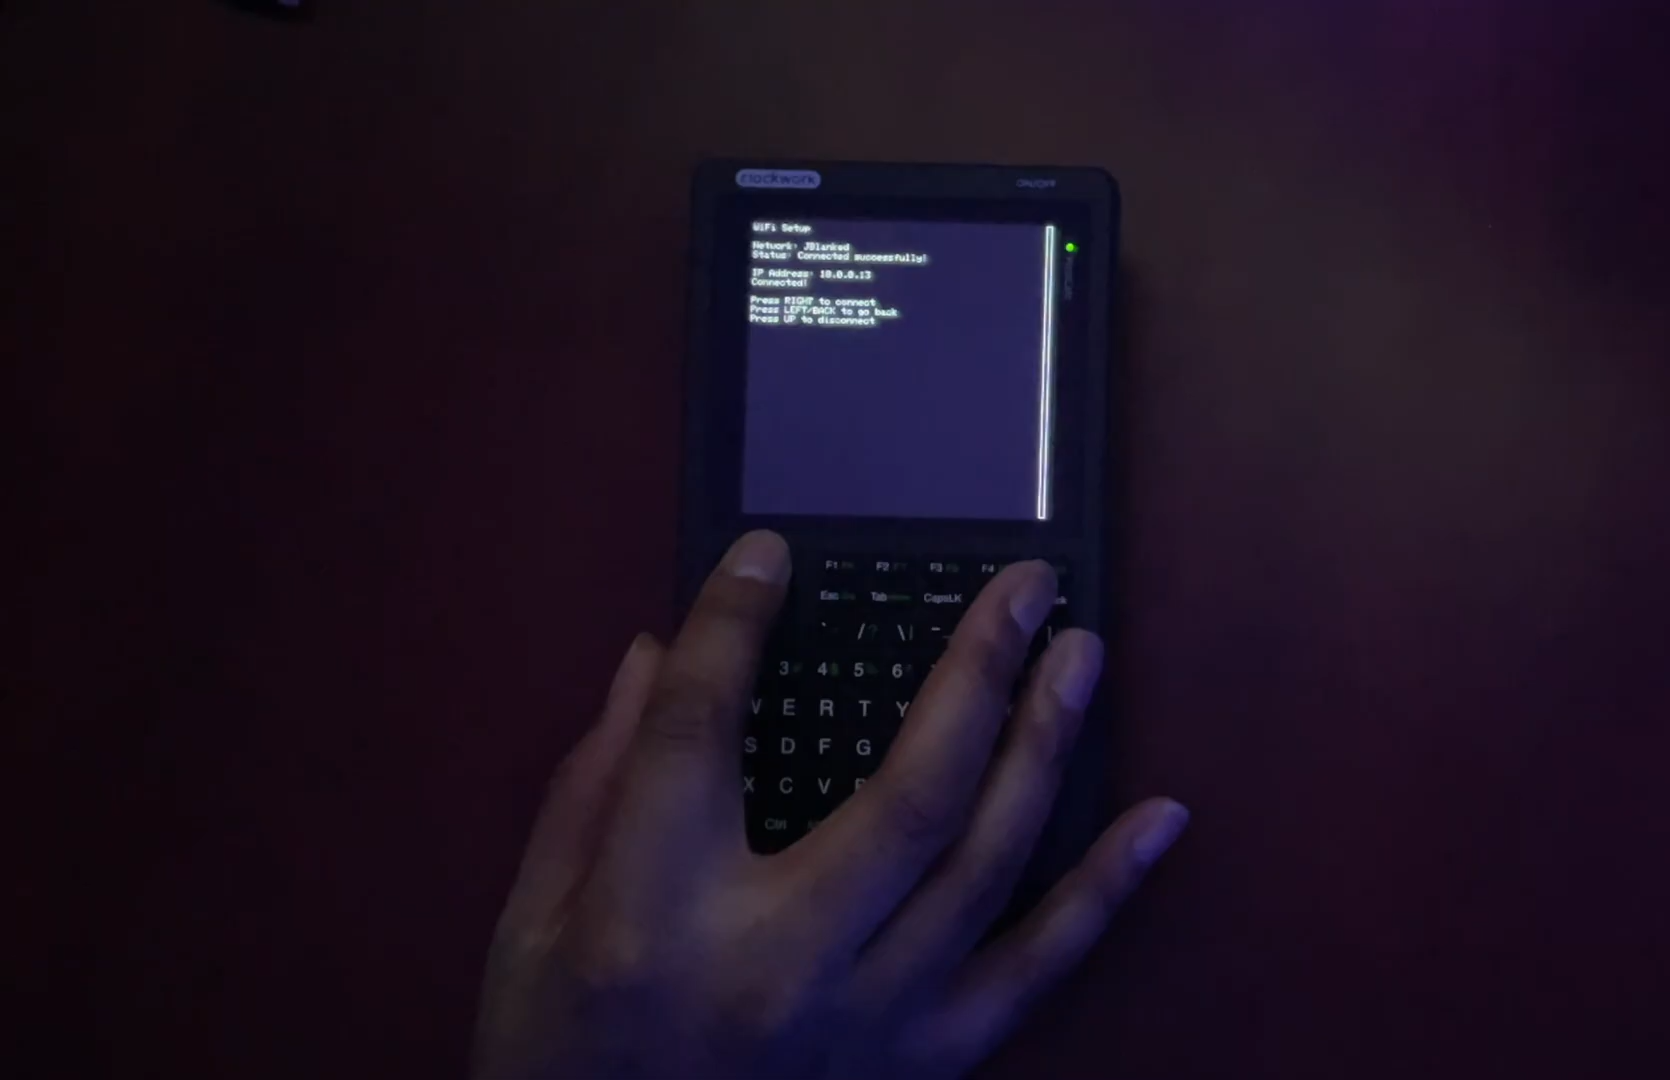 clockwork
ON/OFF
WiFi Setup
Network: JBlanked
Status: Connected successfully!
IP Address: 10.0.0.13
Connected!
Press RIGHT to connect
Press LEFT/BACK to go back
Press UP to disconnect
F1 F2 F3 F4
Esc Tab CapsLK
` / ? \ | -
3 4 $ 5 6
E R T Y
S D F G
X C V
Ctrl